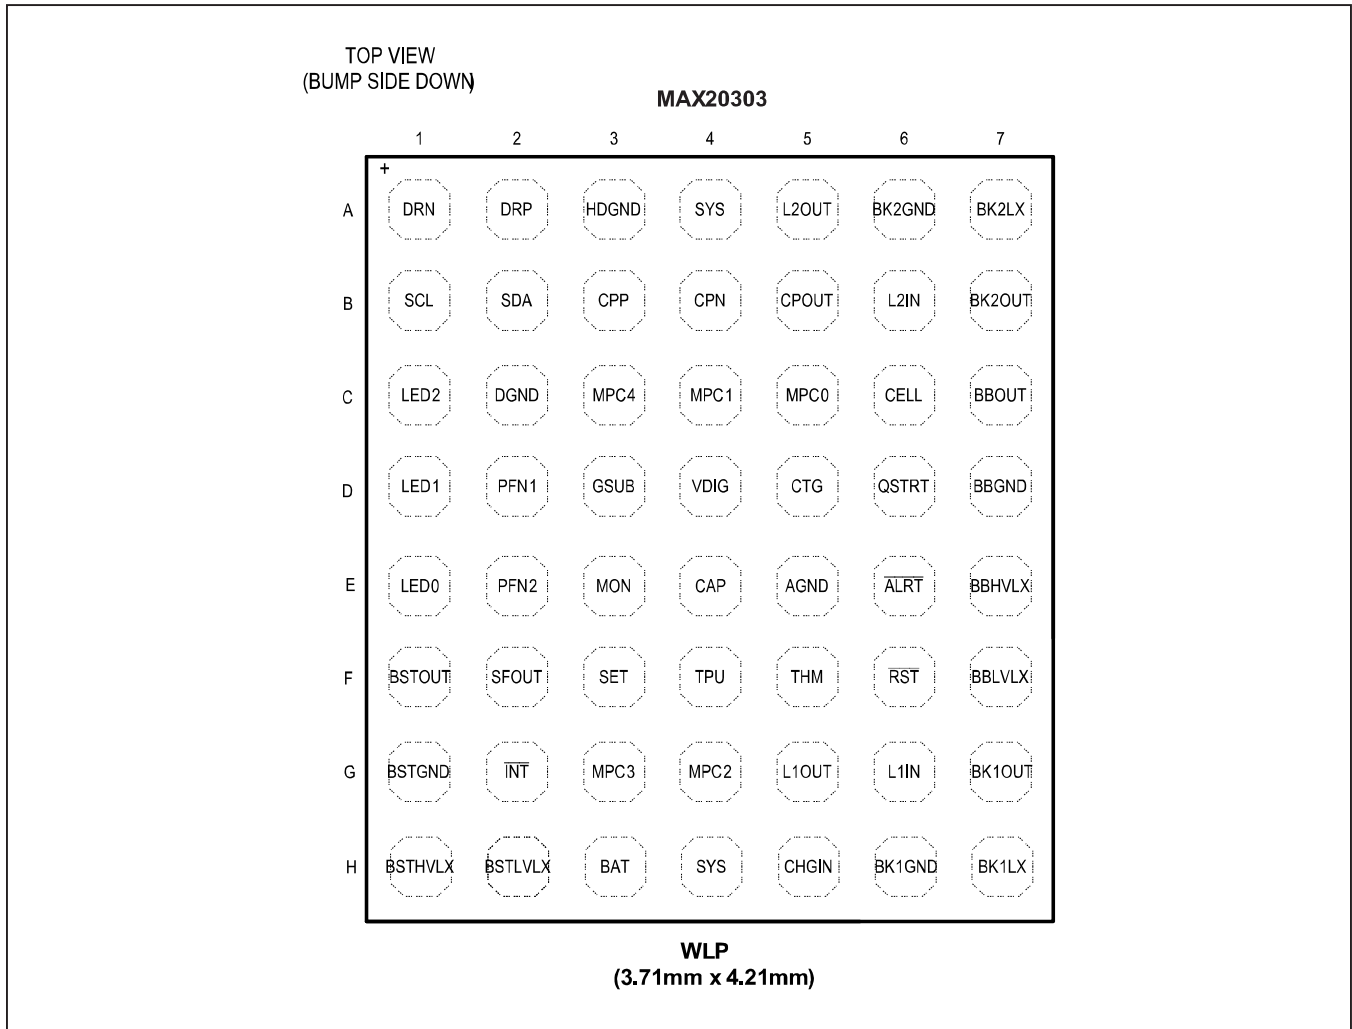 TOP VIEW
(BUMP SIDE DOWN)
MAX20303
1 2 3 4 5 6 7
+
A DRN DRP HDGND SYS L2OUT BK2GND BK2LX
B SCL SDA CPP CPN CPOUT L2IN BK2OUT
C LED2 DGND MPC4 MPC1 MPC0 CELL BBOUT
D LED1 PFN1 GSUB VDIG CTG QSTRT BBGND
E LED0 PFN2 MON CAP AGND A̅L̅R̅T̅ BBHVLX
F BSTOUT SFOUT SET TPU THM R̅S̅T̅ BBLVLX
G BSTGND I̅N̅T̅ MPC3 MPC2 L1OUT L1IN BK1OUT
H BSTHVLX BSTLVLX BAT SYS CHGIN BK1GND BK1LX
WLP
(3.71mm x 4.21mm)